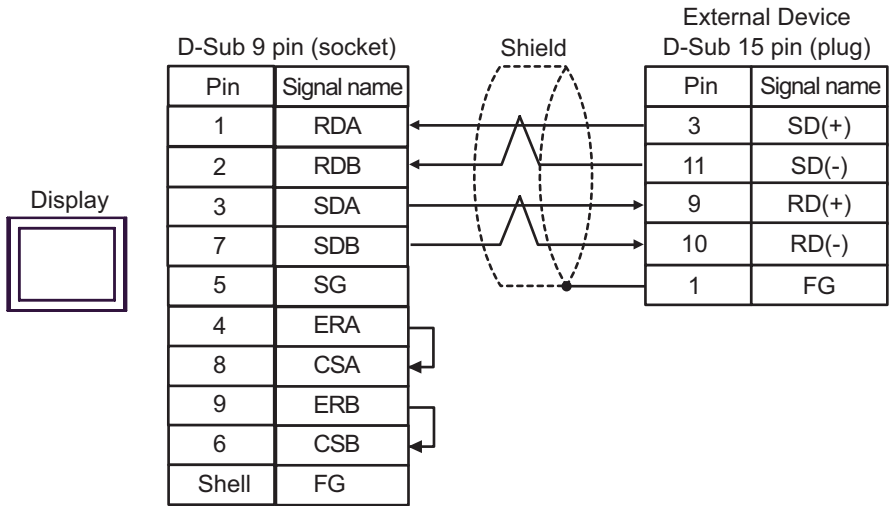 External Device
D-Sub 9 pin (socket) Shield D-Sub 15 pin (plug)
Pin Signal name Pin Signal name
1 RDA 3 SD(+)
2 RDB 11 SD(-)
Display 3 SDA 9 RD(+)
7 SDB 10 RD(-)
5 SG 1 FG
4 ERA
8 CSA
9 ERB
6 CSB
Shell FG